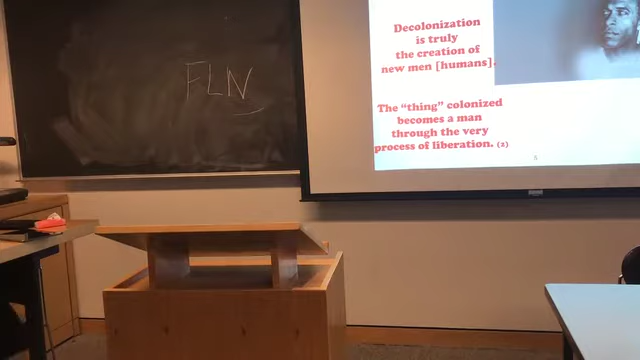 FLN
Decolonization
is truly
the creation of
new men [humans].
The “thing” colonized
becomes a man
through the very
process of liberation. (2)